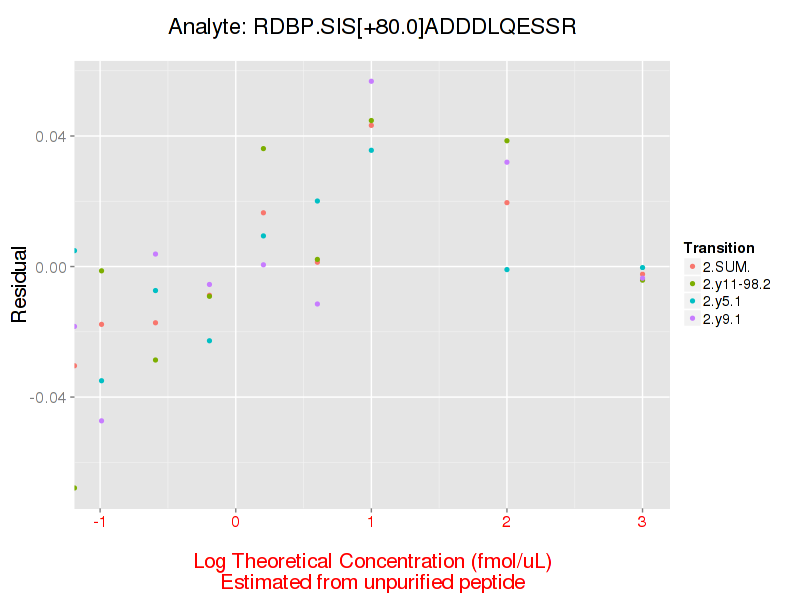 Analyte: RDBP.SIS[+80.0]ADDDLQESSR
Residual
0.04
0.00
-0.04
-1 0 1 2 3
Log Theoretical Concentration (fmol/uL)
Estimated from unpurified peptide
Transition
2.SUM.
2.y11-98.2
2.y5.1
2.y9.1